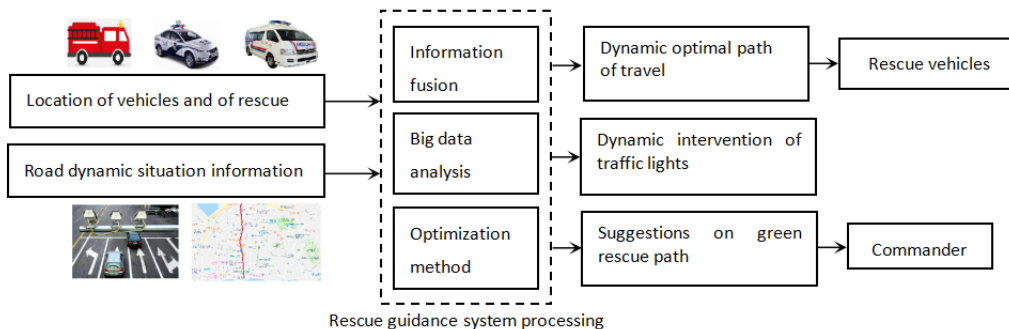 Location of vehicles and of rescue
Road dynamic situation information
Information
fusion
Big data
analysis
Optimization
method
Rescue guidance system processing
Dynamic optimal path
of travel
Dynamic intervention of
traffic lights
Suggestions on green
rescue path
Rescue vehicles
Commander